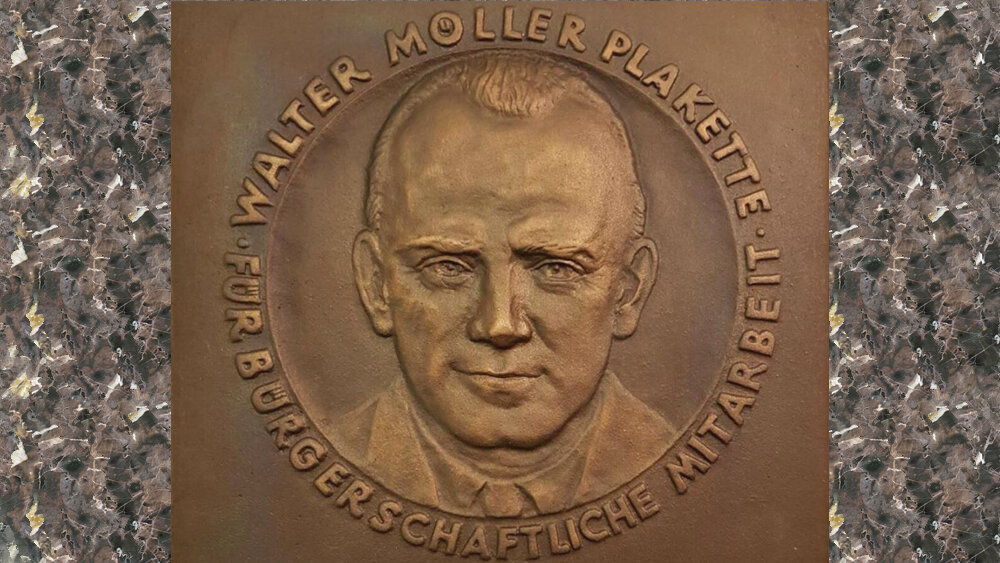 WALTER MÖLLER PLAKETTE
· FÜR BÜRGERSCHAFTLICHE MITARBEIT ·